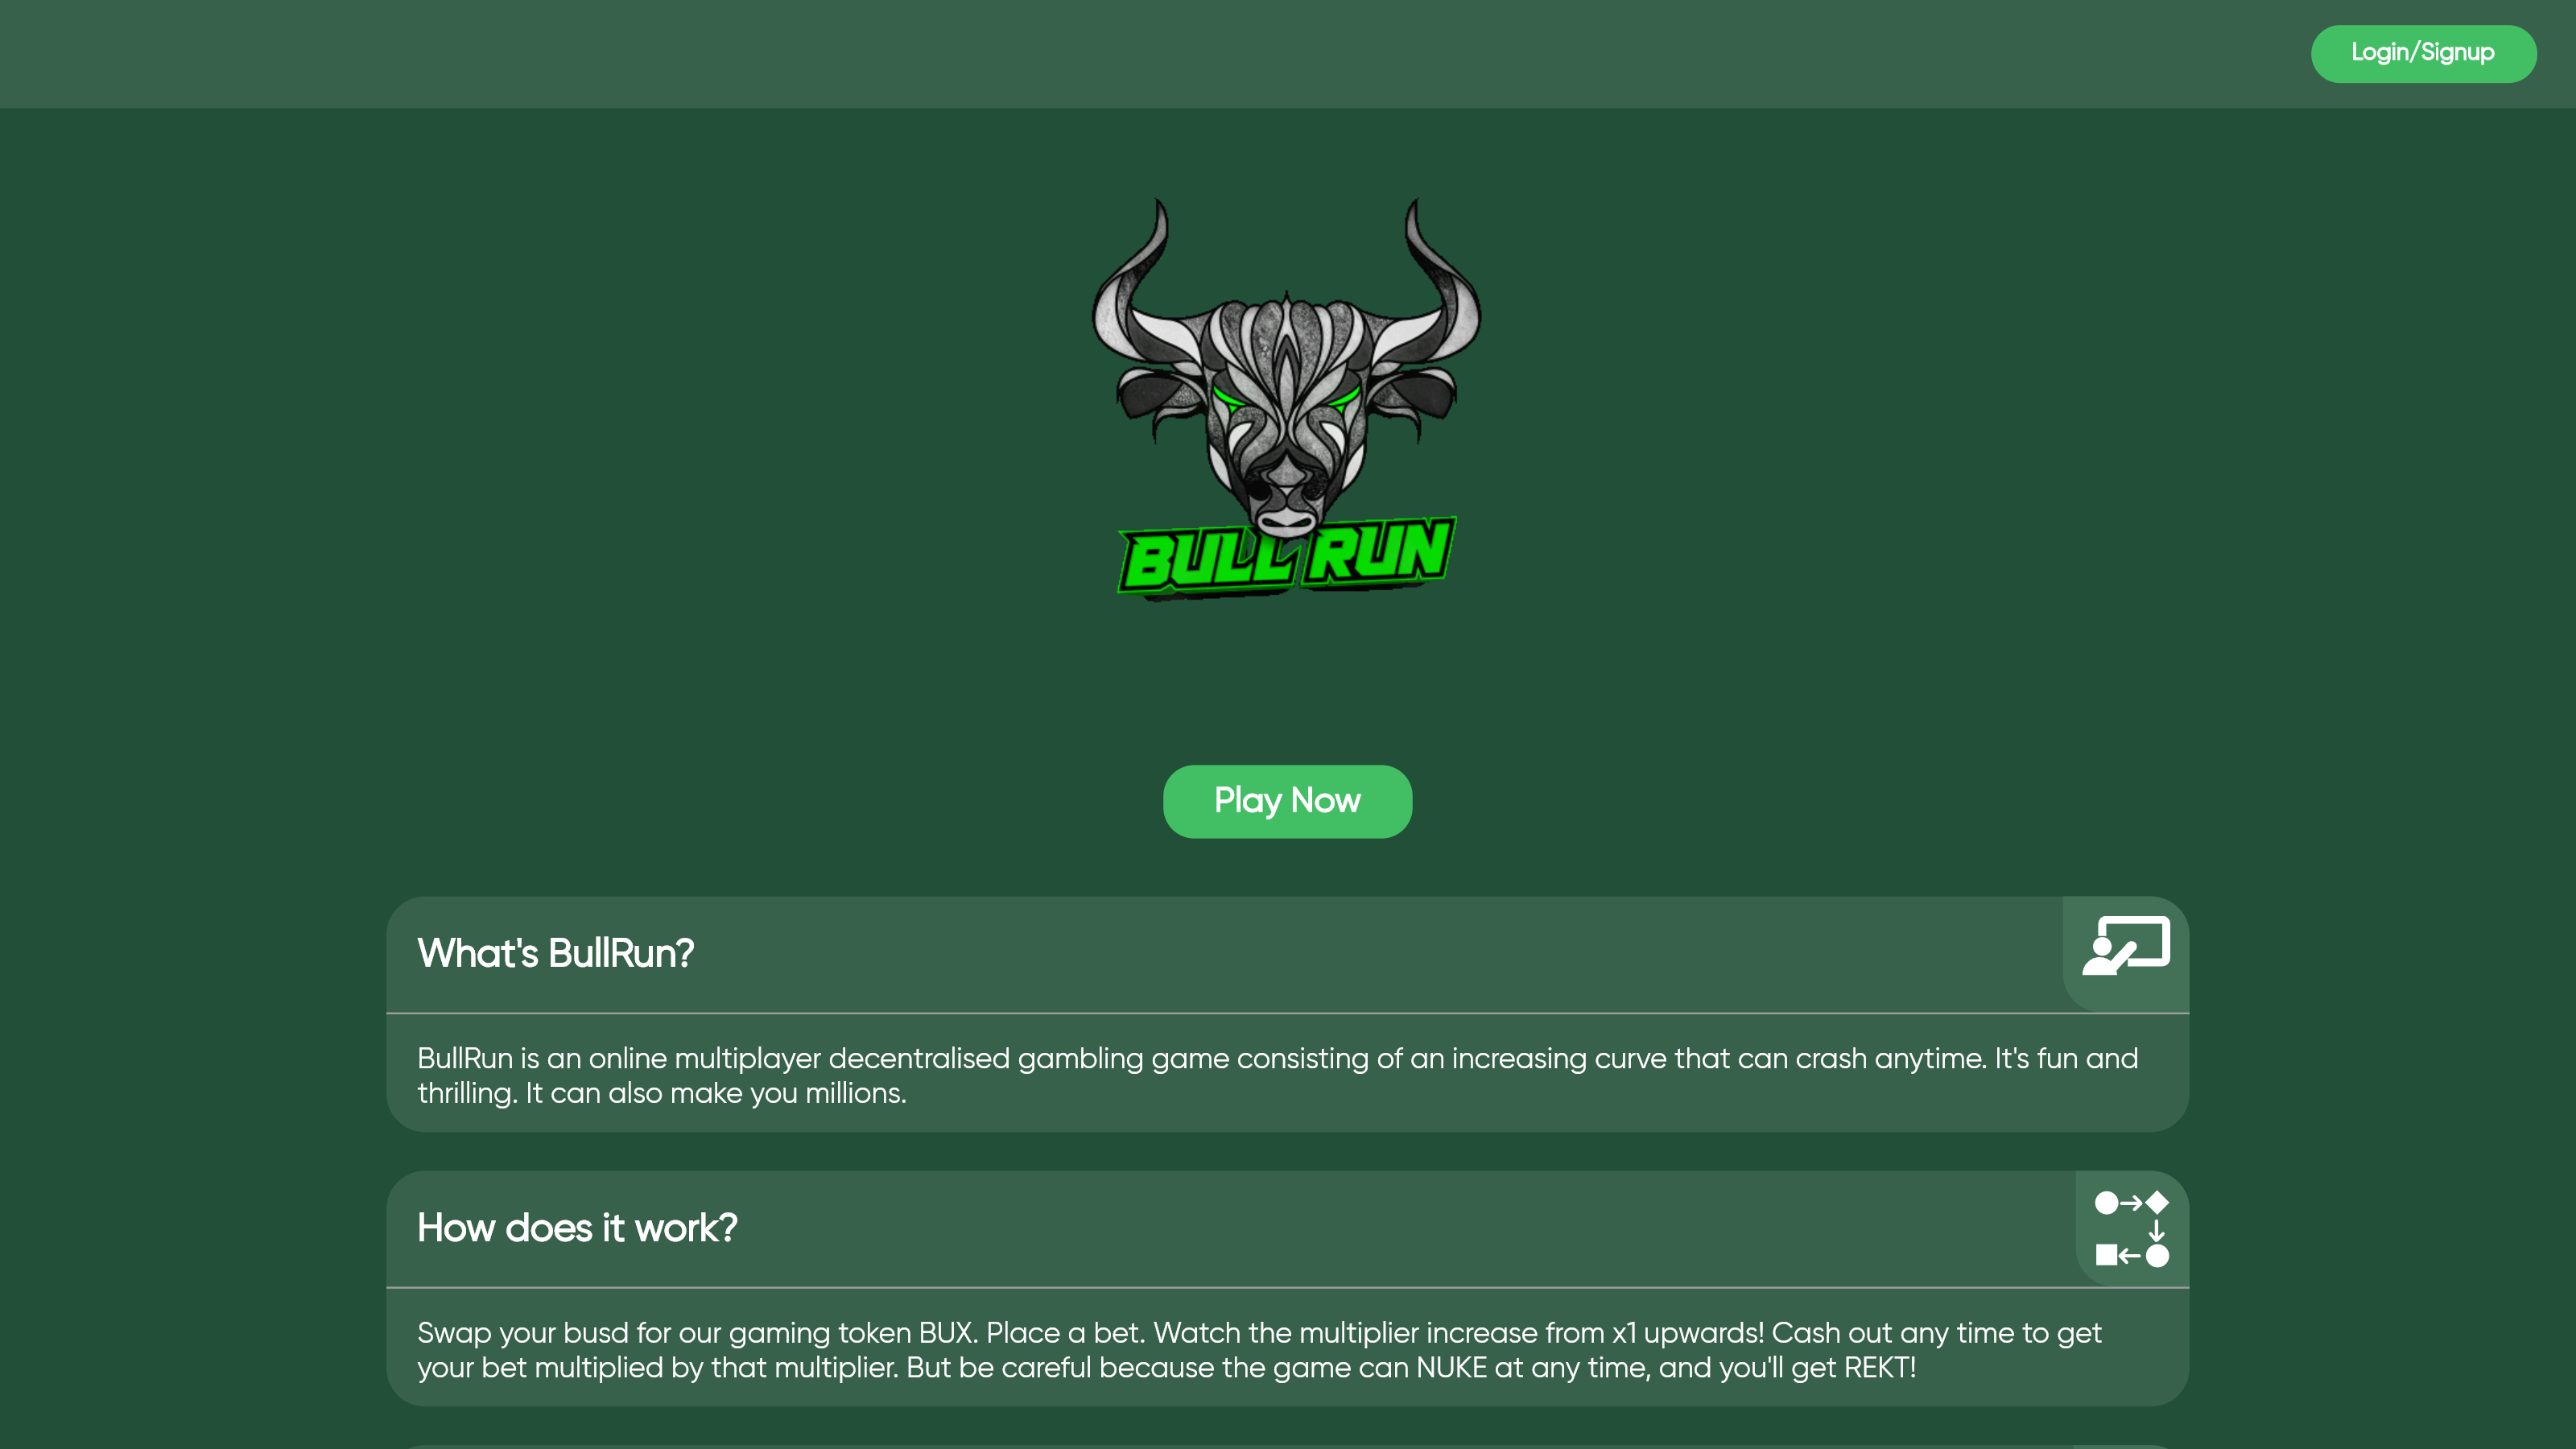 Login/Signup
BULL RUN
Play Now
What's BullRun?
BullRun is an online multiplayer decentralised gambling game consisting of an increasing curve that can crash anytime. It's fun and
thrilling. It can also make you millions.
How does it work?
Swap your busd for our gaming token BUX. Place a bet. Watch the multiplier increase from x1 upwards! Cash out any time to get
your bet multiplied by that multiplier. But be careful because the game can NUKE at any time, and you'll get REKT!